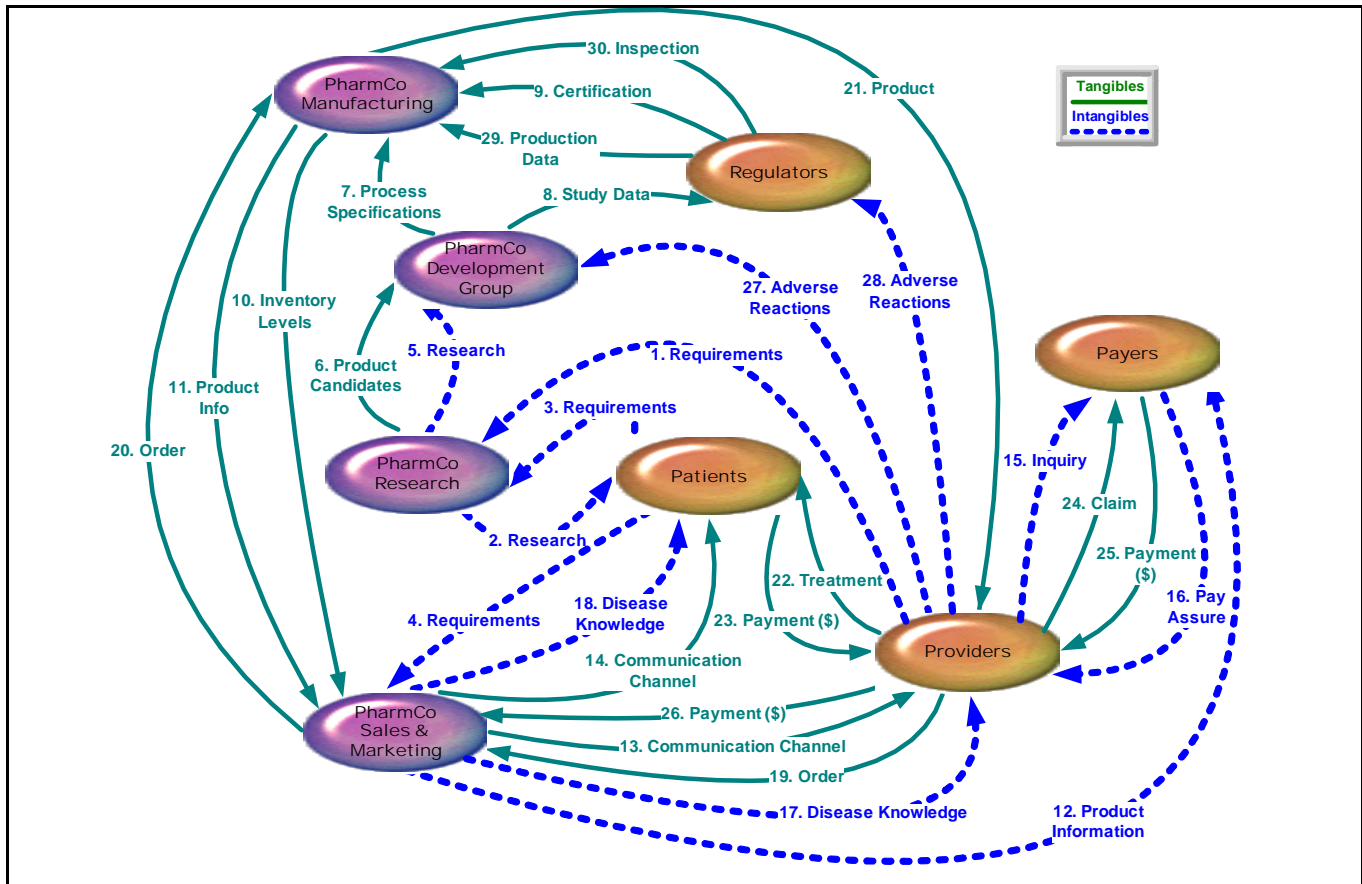 30. Inspection
PharmCo
Manufacturing
21. Product
Tangibles
9. Certification
Intangibles
29. Production
Data
Regulators
7. Process
Specifications
8. Study Data
PharmCo
Development
Group
27. Adverse
Reactions
28. Adverse
Reactions
10. Inventory
Levels
5. Research
1. Requirements
Payers
6. Product
Candidates
11. Product
Info
3. Requirements
20. Order
PharmCo
Research
Patients
15. Inquiry
24. Claim
2. Research
25. Payment
($)
22. Treatment
16. Pay
Assure
18. Disease
Knowledge
4. Requirements
23. Payment ($)
14. Communication
Channel
Providers
PharmCo
Sales &
Marketing
26. Payment ($)
13. Communication Channel
19. Order
17. Disease Knowledge
12. Product
Information